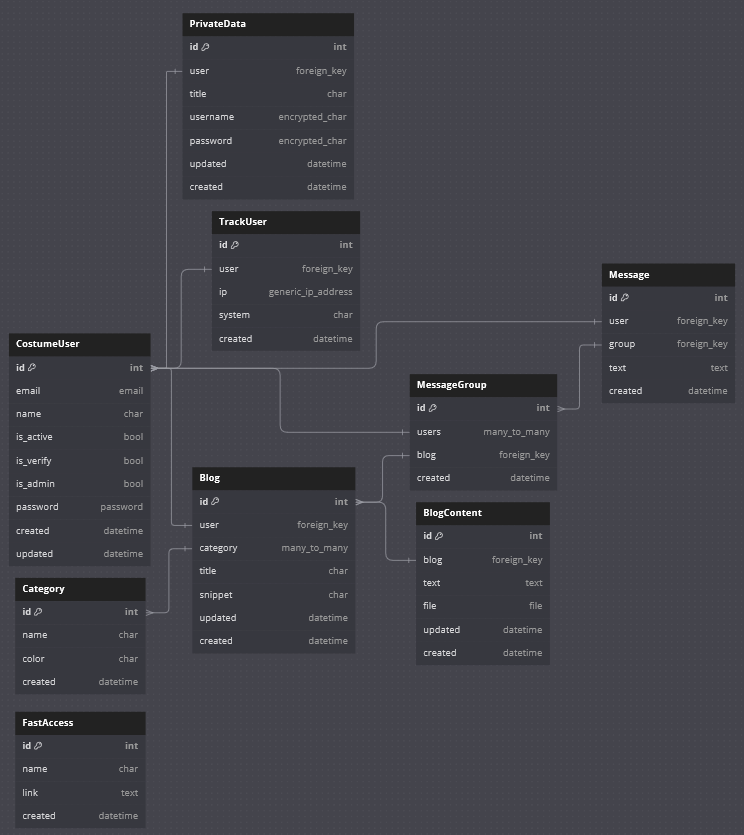 PrivateData
id int
user foreign_key
title char
username encrypted_char
password encrypted_char
updated datetime
created datetime
TrackUser
id int
user foreign_key
ip generic_ip_address
system char
created datetime
Message
id int
user foreign_key
group foreign_key
text text
created datetime
CostumeUser
id int
email email
name char
is_active bool
is_verify bool
is_admin bool
password password
created datetime
updated datetime
MessageGroup
id int
users many_to_many
blog foreign_key
created datetime
Blog
id int
user foreign_key
category many_to_many
title char
snippet char
updated datetime
created datetime
BlogContent
id int
blog foreign_key
text text
file file
updated datetime
created datetime
Category
id int
name char
color char
created datetime
FastAccess
id int
name char
link text
created datetime